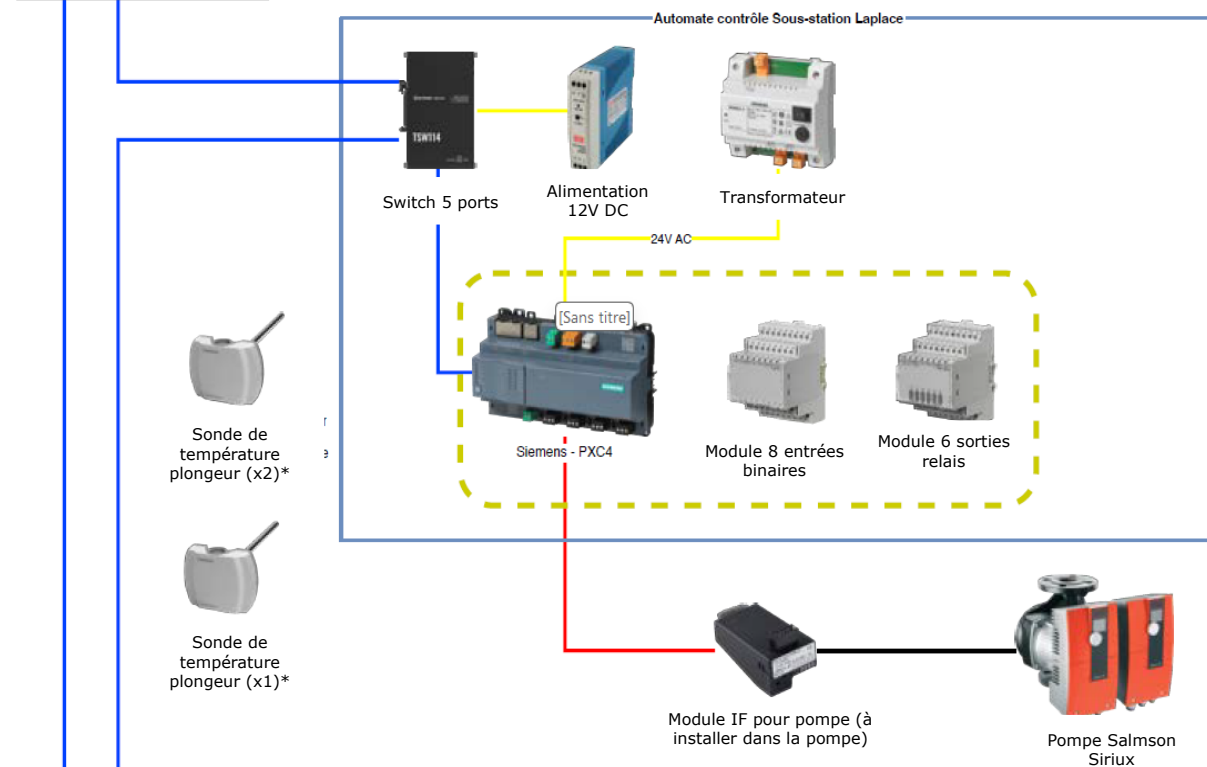 Automate contrôle Sous-station Laplace
TSW114
Switch 5 ports
Alimentation
12V DC
Transformateur
24V AC
[Sans titre]
Siemens - PXC4
Module 8 entrées
binaires
Module 6 sorties
relais
Sonde de
température
plongeur (x2)*
r
e
Sonde de
température
plongeur (x1)*
Module IF pour pompe (à
installer dans la pompe)
Pompe Salmson
Siriux